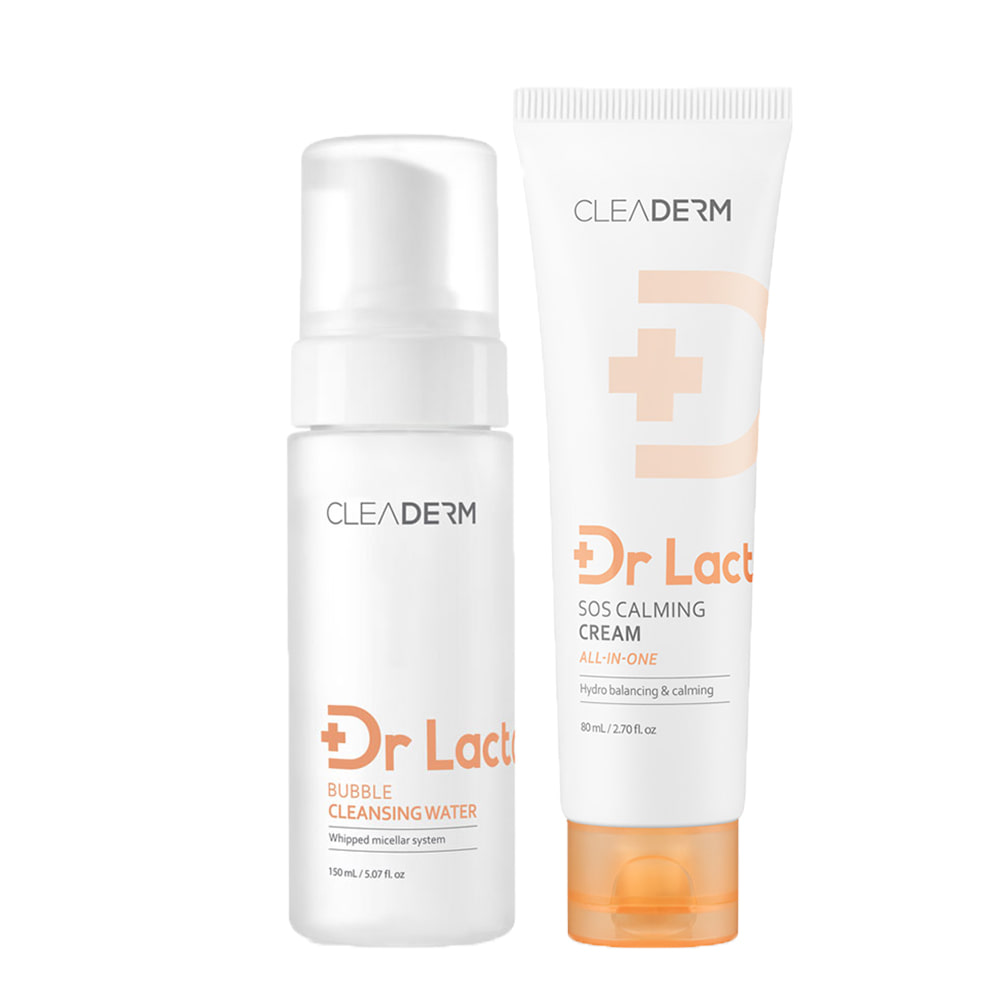 CLEADERM
Dr Lacto
BUBBLE
CLEANSING WATER
Whipped micellar system
150 mL / 5.07 fl. oz
CLEADERM
Dr Lact
SOS CALMING
CREAM
ALL-IN-ONE
Hydro balancing & calming
80 mL / 2.70 fl. oz